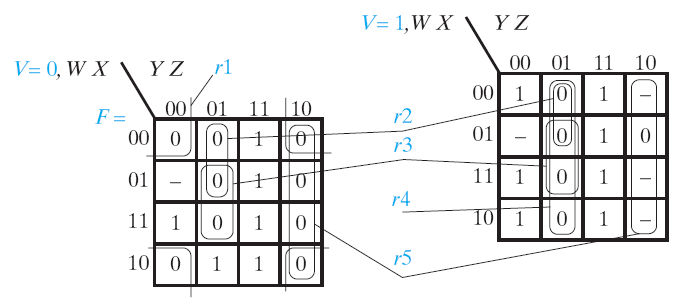 V= 1,W X Y Z
V= 0, W X Y Z r1
00 01 11 10
00 1 0 1 –
00 01 11 10
F =
r2
00 0 0 1 0
01 – 0 1 0
r3
01 – 0 1 0
11 1 0 1 –
r4
11 1 0 1 0
10 1 0 1 –
10 0 1 1 0
r5